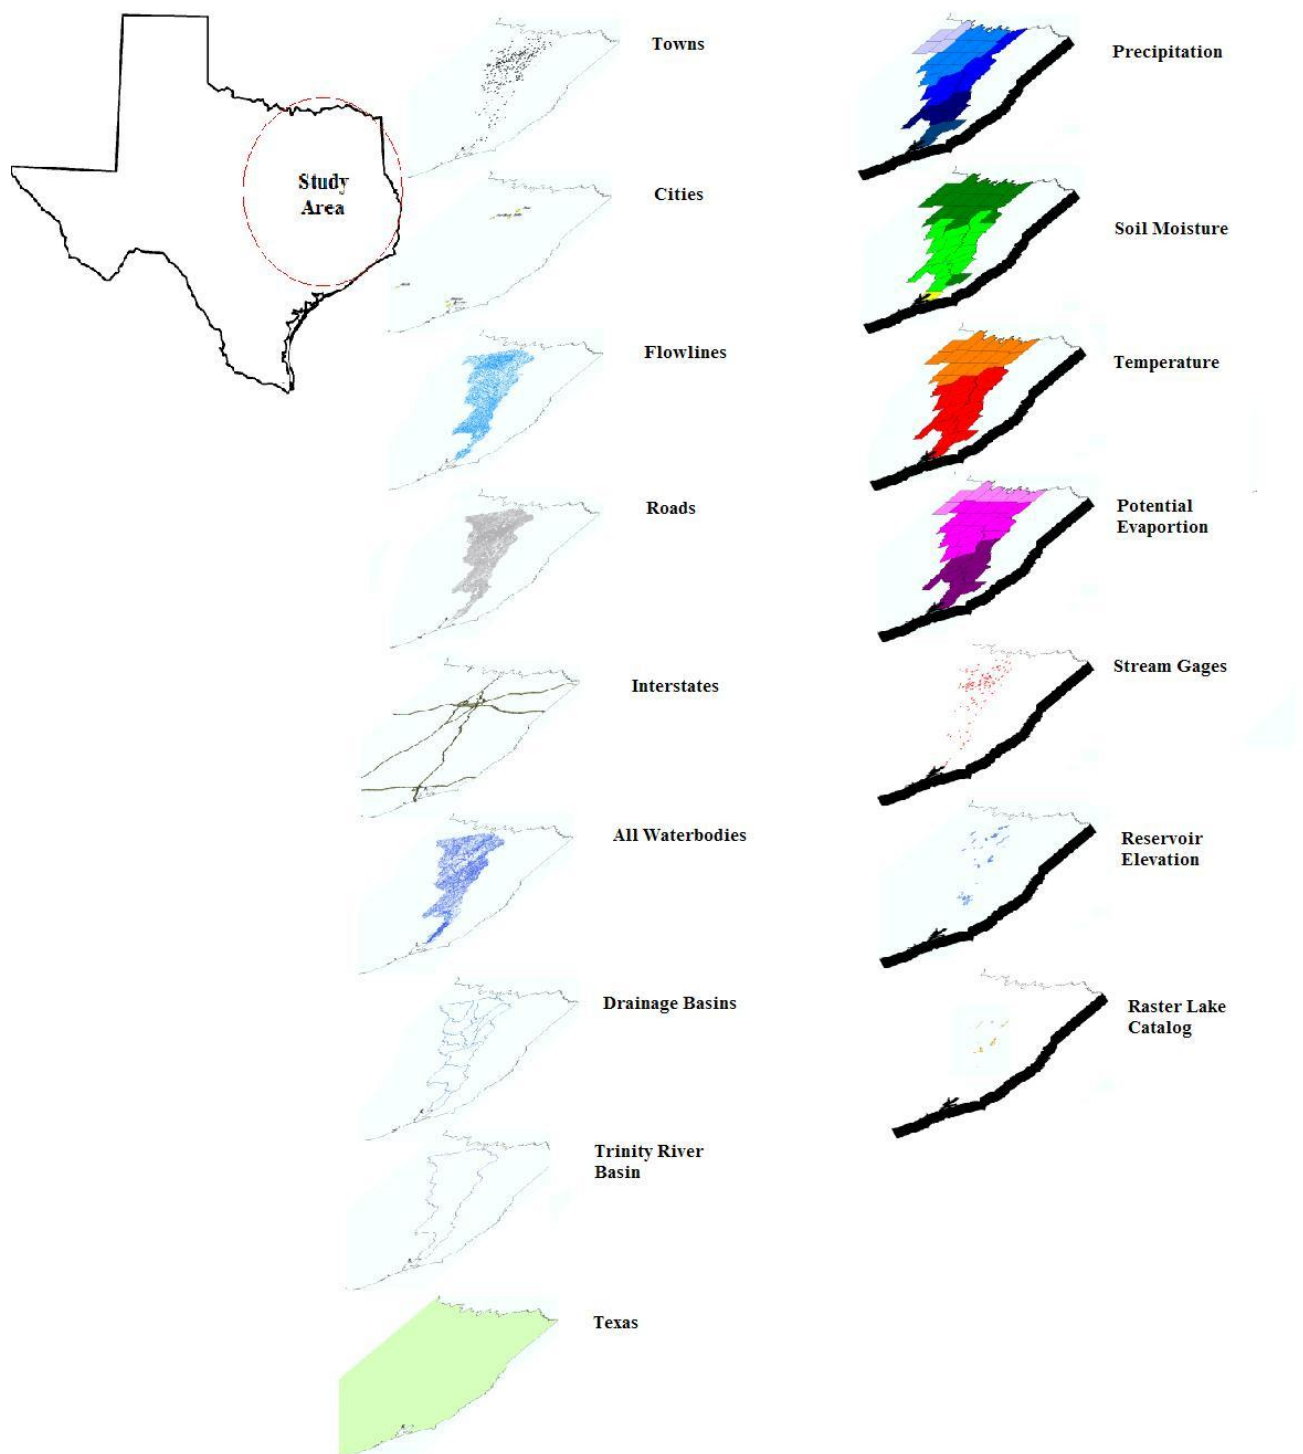 Study
Area
Towns
Cities
Flowlines
Roads
Interstates
All Waterbodies
Drainage Basins
Trinity River
Basin
Texas
Precipitation
Soil Moisture
Temperature
Potential
Evaportion
Stream Gages
Reservoir
Elevation
Raster Lake
Catalog